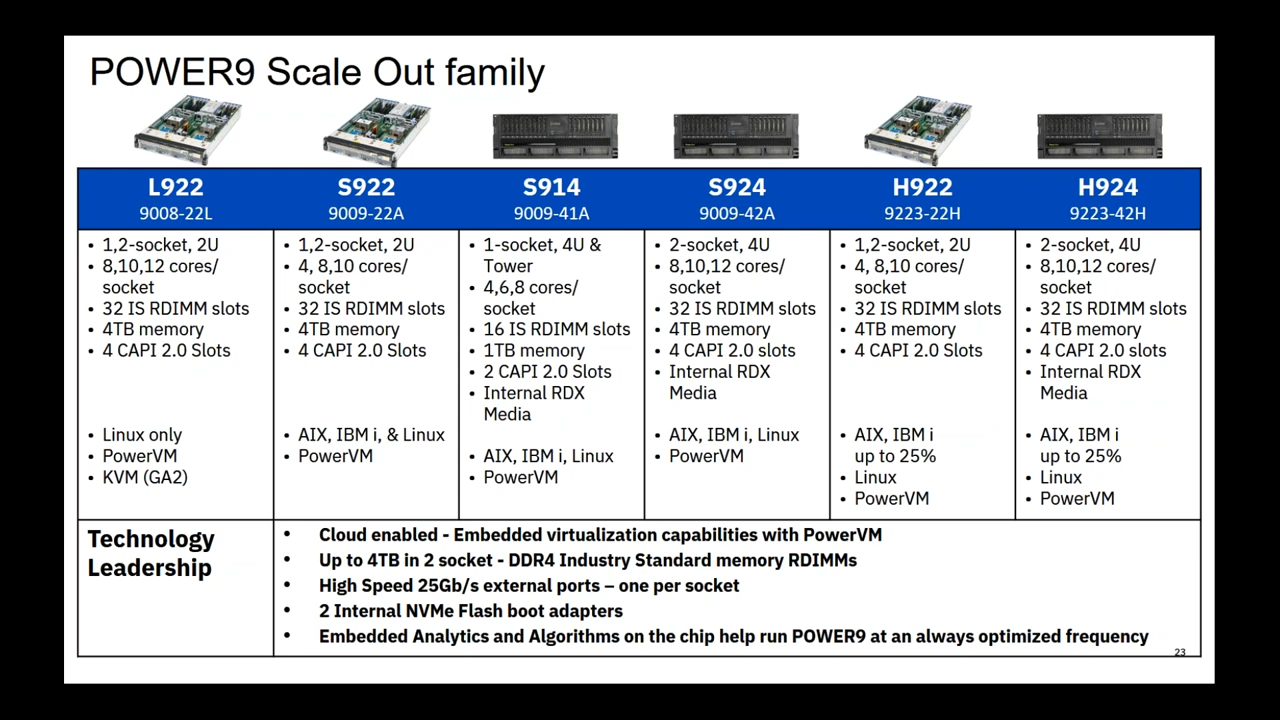 POWER9 Scale Out family
L922
9008-22L
S922
9009-22A
S914
9009-41A
S924
9009-42A
H922
9223-22H
H924
9223-42H
• 1,2-socket, 2U
• 8,10,12 cores/
socket
• 32 IS RDIMM slots
• 4TB memory
• 4 CAPI 2.0 Slots
• Linux only
• PowerVM
• KVM (GA2)
• 1,2-socket, 2U
• 4, 8,10 cores/
socket
• 32 IS RDIMM slots
• 4TB memory
• 4 CAPI 2.0 Slots
• AIX, IBM i, & Linux
• PowerVM
• 1-socket, 4U &
Tower
• 4,6,8 cores/
socket
• 16 IS RDIMM slots
• 1TB memory
• 2 CAPI 2.0 Slots
• Internal RDX
Media
• AIX, IBM i, Linux
• PowerVM
• 2-socket, 4U
• 8,10,12 cores/
socket
• 32 IS RDIMM slots
• 4TB memory
• 4 CAPI 2.0 slots
• Internal RDX
Media
• AIX, IBM i, Linux
• PowerVM
• 1,2-socket, 2U
• 4, 8,10 cores/
socket
• 32 IS RDIMM slots
• 4TB memory
• 4 CAPI 2.0 Slots
• AIX, IBM i
up to 25%
• Linux
• PowerVM
• 2-socket, 4U
• 8,10,12 cores/
socket
• 32 IS RDIMM slots
• 4TB memory
• 4 CAPI 2.0 slots
• Internal RDX
Media
• AIX, IBM i
up to 25%
• Linux
• PowerVM
Technology
Leadership
• Cloud enabled - Embedded virtualization capabilities with PowerVM
• Up to 4TB in 2 socket - DDR4 Industry Standard memory RDIMMs
• High Speed 25Gb/s external ports – one per socket
• 2 Internal NVMe Flash boot adapters
• Embedded Analytics and Algorithms on the chip help run POWER9 at an always optimized frequency
23